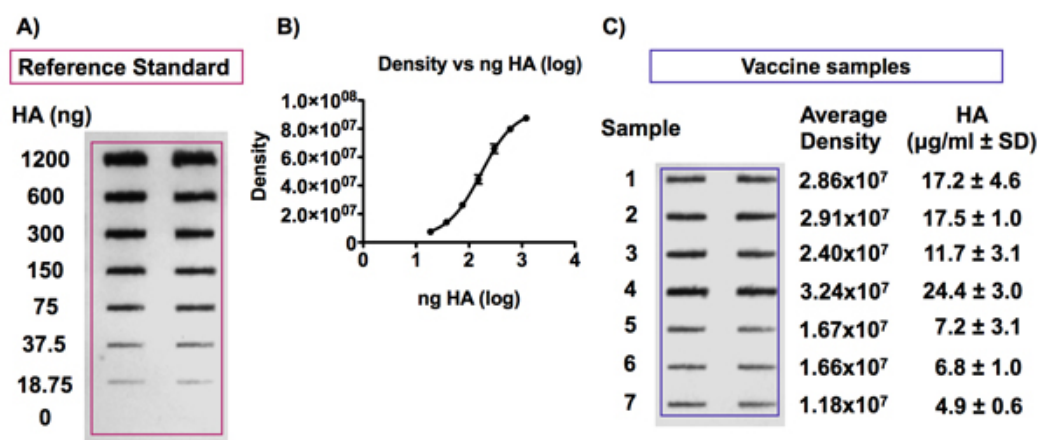 A)
Reference Standard
HA (ng)
1200
600
300
150
75
37.5
18.75
0
B)
Density vs ng HA (log)
Density
1.0×10⁰⁸
8.0×10⁰⁷
6.0×10⁰⁷
4.0×10⁰⁷
2.0×10⁰⁷
0
0 1 2 3 4
ng HA (log)
C)
Vaccine samples
Sample Average Density HA (µg/ml ± SD)
1 2.86x10⁷ 17.2 ± 4.6
2 2.91x10⁷ 17.5 ± 1.0
3 2.40x10⁷ 11.7 ± 3.1
4 3.24x10⁷ 24.4 ± 3.0
5 1.67x10⁷ 7.2 ± 3.1
6 1.66x10⁷ 6.8 ± 1.0
7 1.18x10⁷ 4.9 ± 0.6